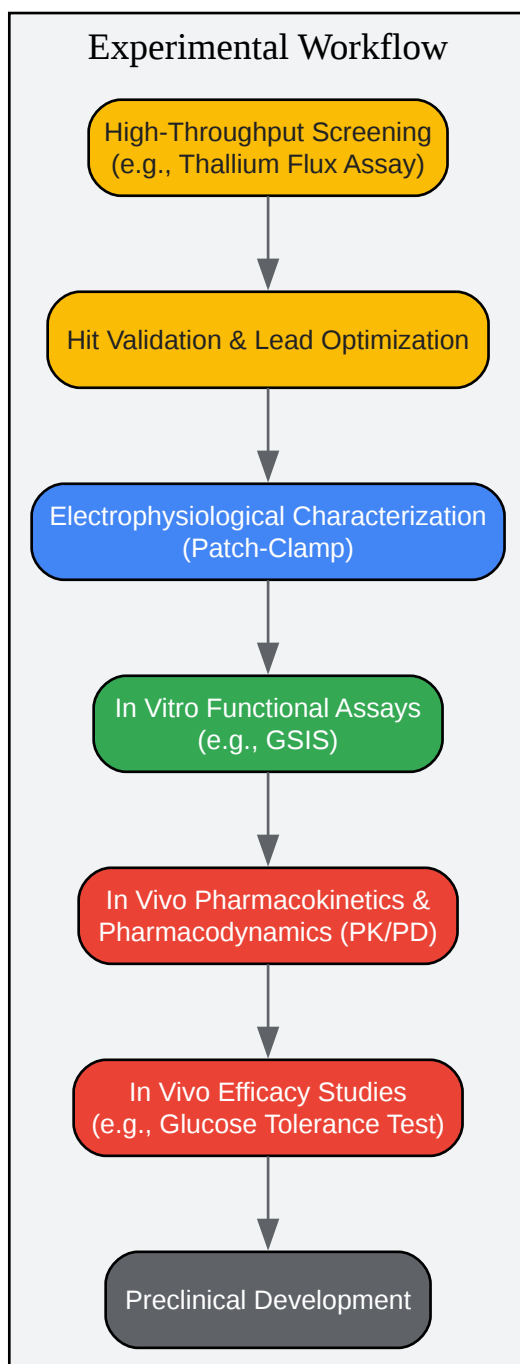 Experimental Workflow
High-Throughput Screening
(e.g., Thallium Flux Assay)
Hit Validation & Lead Optimization
Electrophysiological Characterization
(Patch-Clamp)
In Vitro Functional Assays
(e.g., GSIS)
In Vivo Pharmacokinetics &
Pharmacodynamics (PK/PD)
In Vivo Efficacy Studies
(e.g., Glucose Tolerance Test)
Preclinical Development